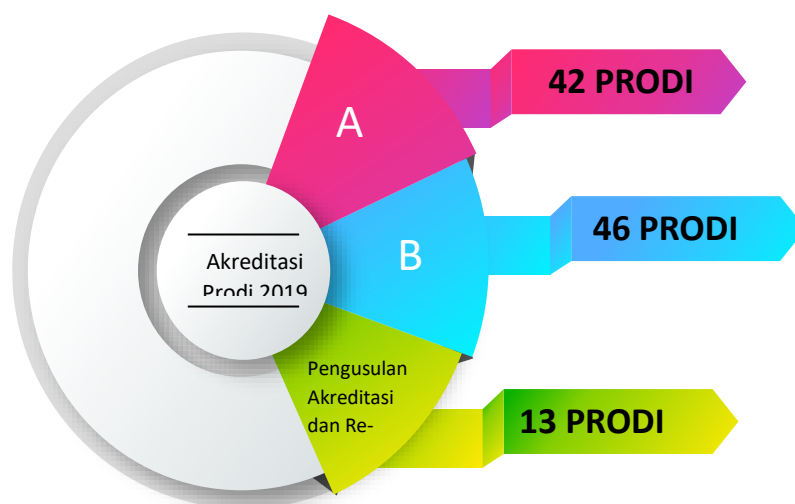 A
42 PRODI
B
46 PRODI
Akreditasi
Prodi 2019
Pengusulan
Akreditasi
dan Re-
13 PRODI